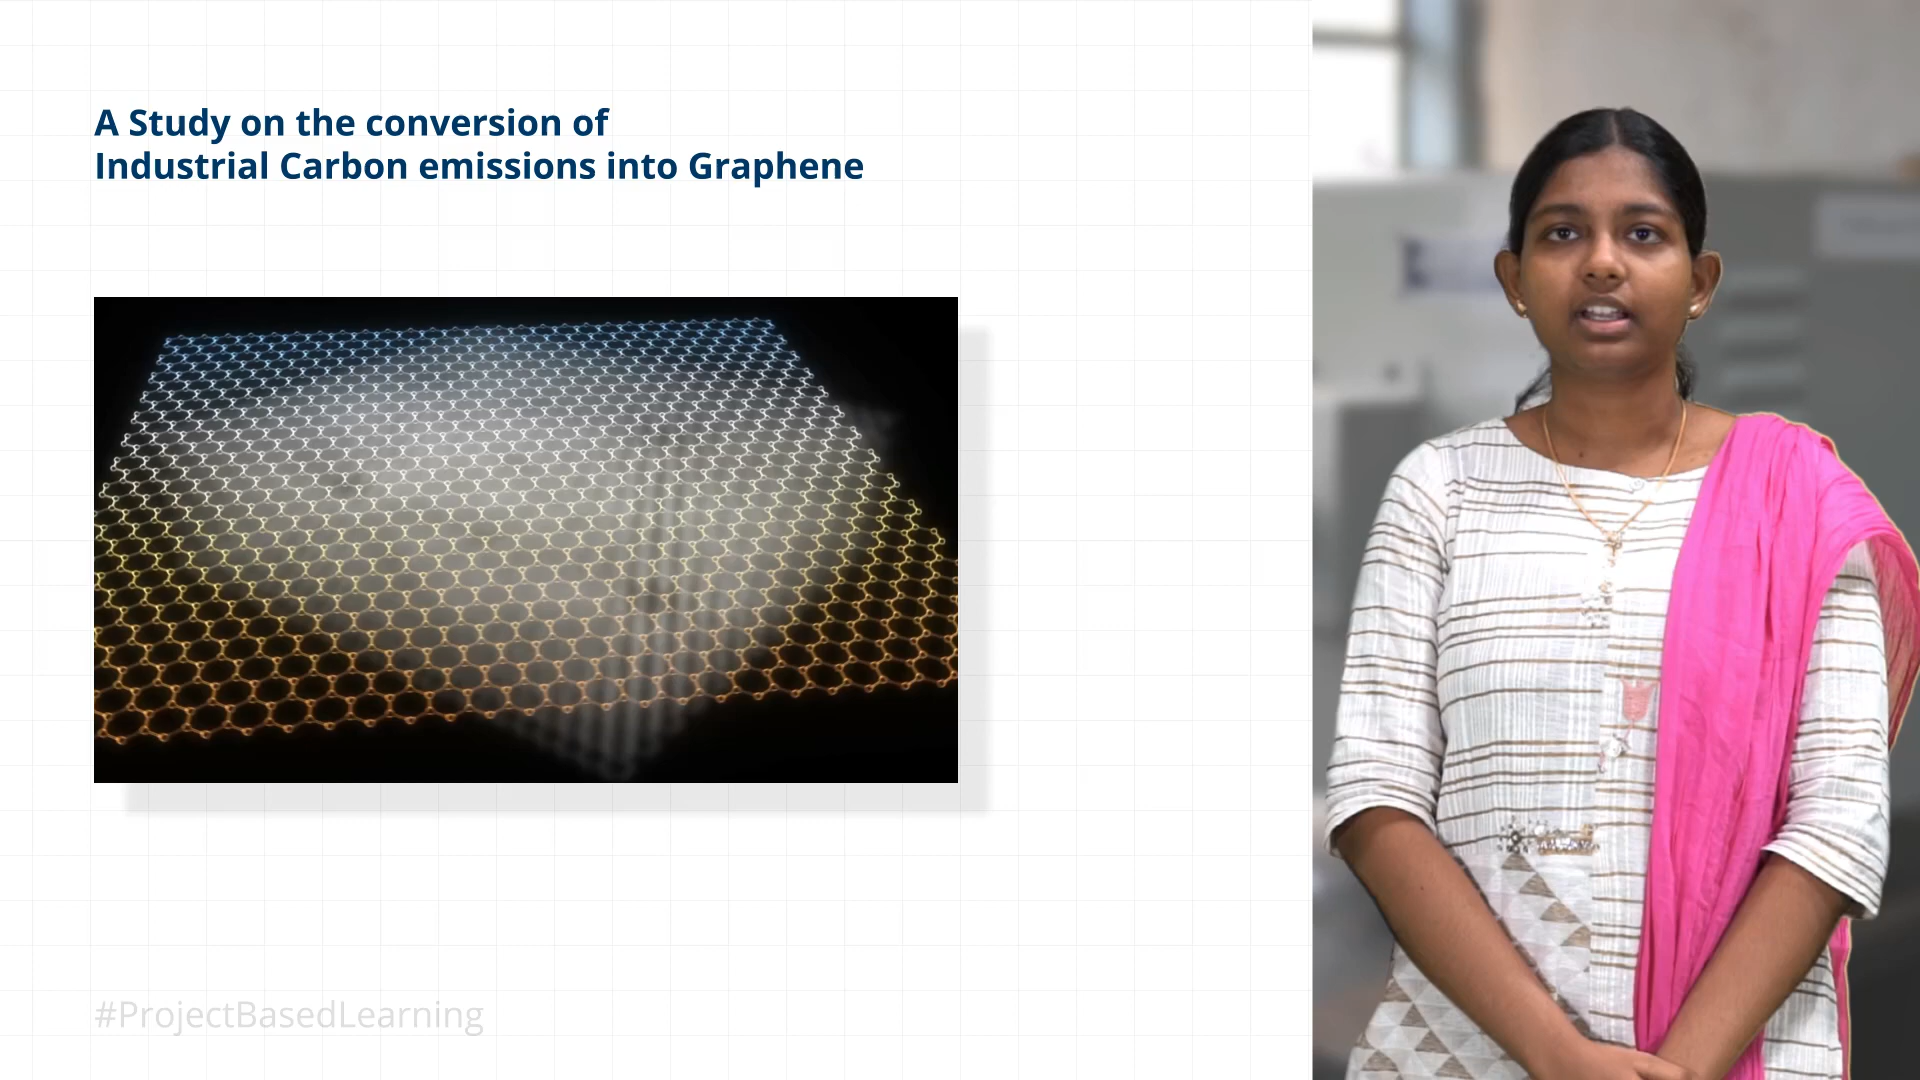 A Study on the conversion of
Industrial Carbon emissions into Graphene
#ProjectBasedLearning